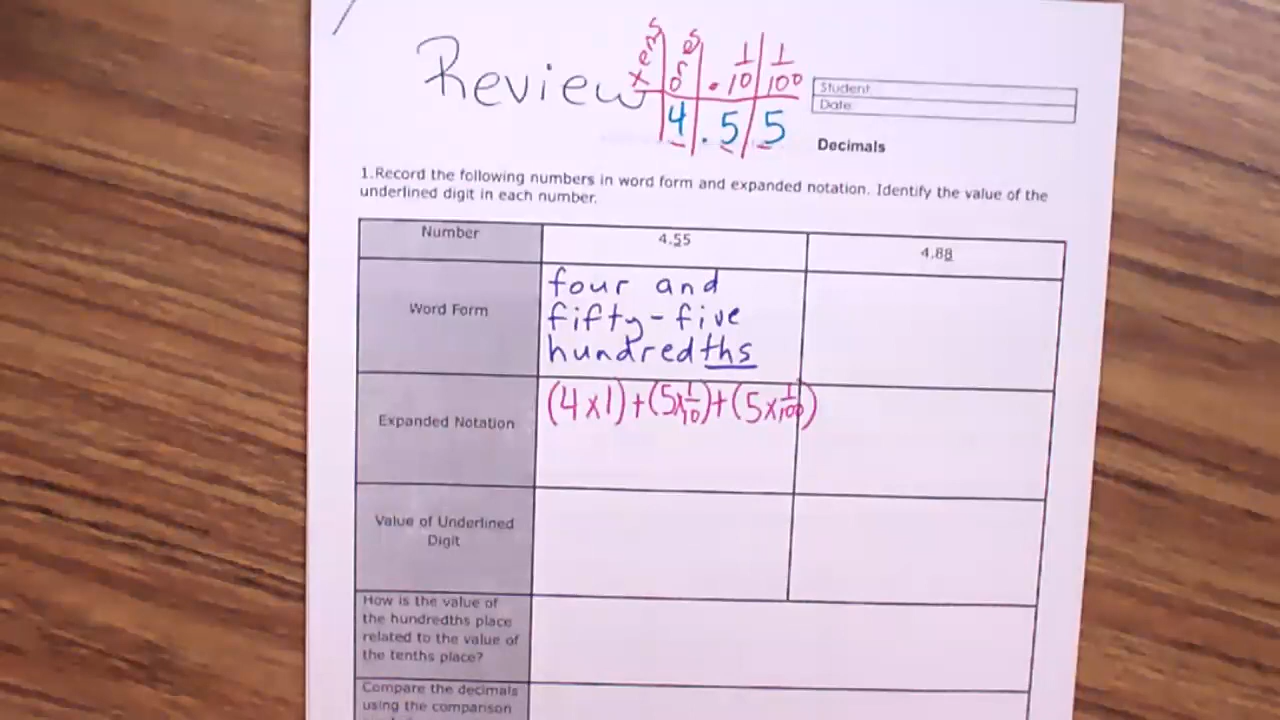 Review
tens ones . 1/10 1/100
4 . 5 5
Student
Date
Decimals
1.Record the following numbers in word form and expanded notation. Identify the value of the
underlined digit in each number.
Number
4.55
4.88
Word Form
four and
fifty-five
hundredths
Expanded Notation
(4x1)+(5x1/10)+(5x1/100)
Value of Underlined
Digit
How is the value of
the hundredths place
related to the value of
the tenths place?
Compare the decimals
using the comparison